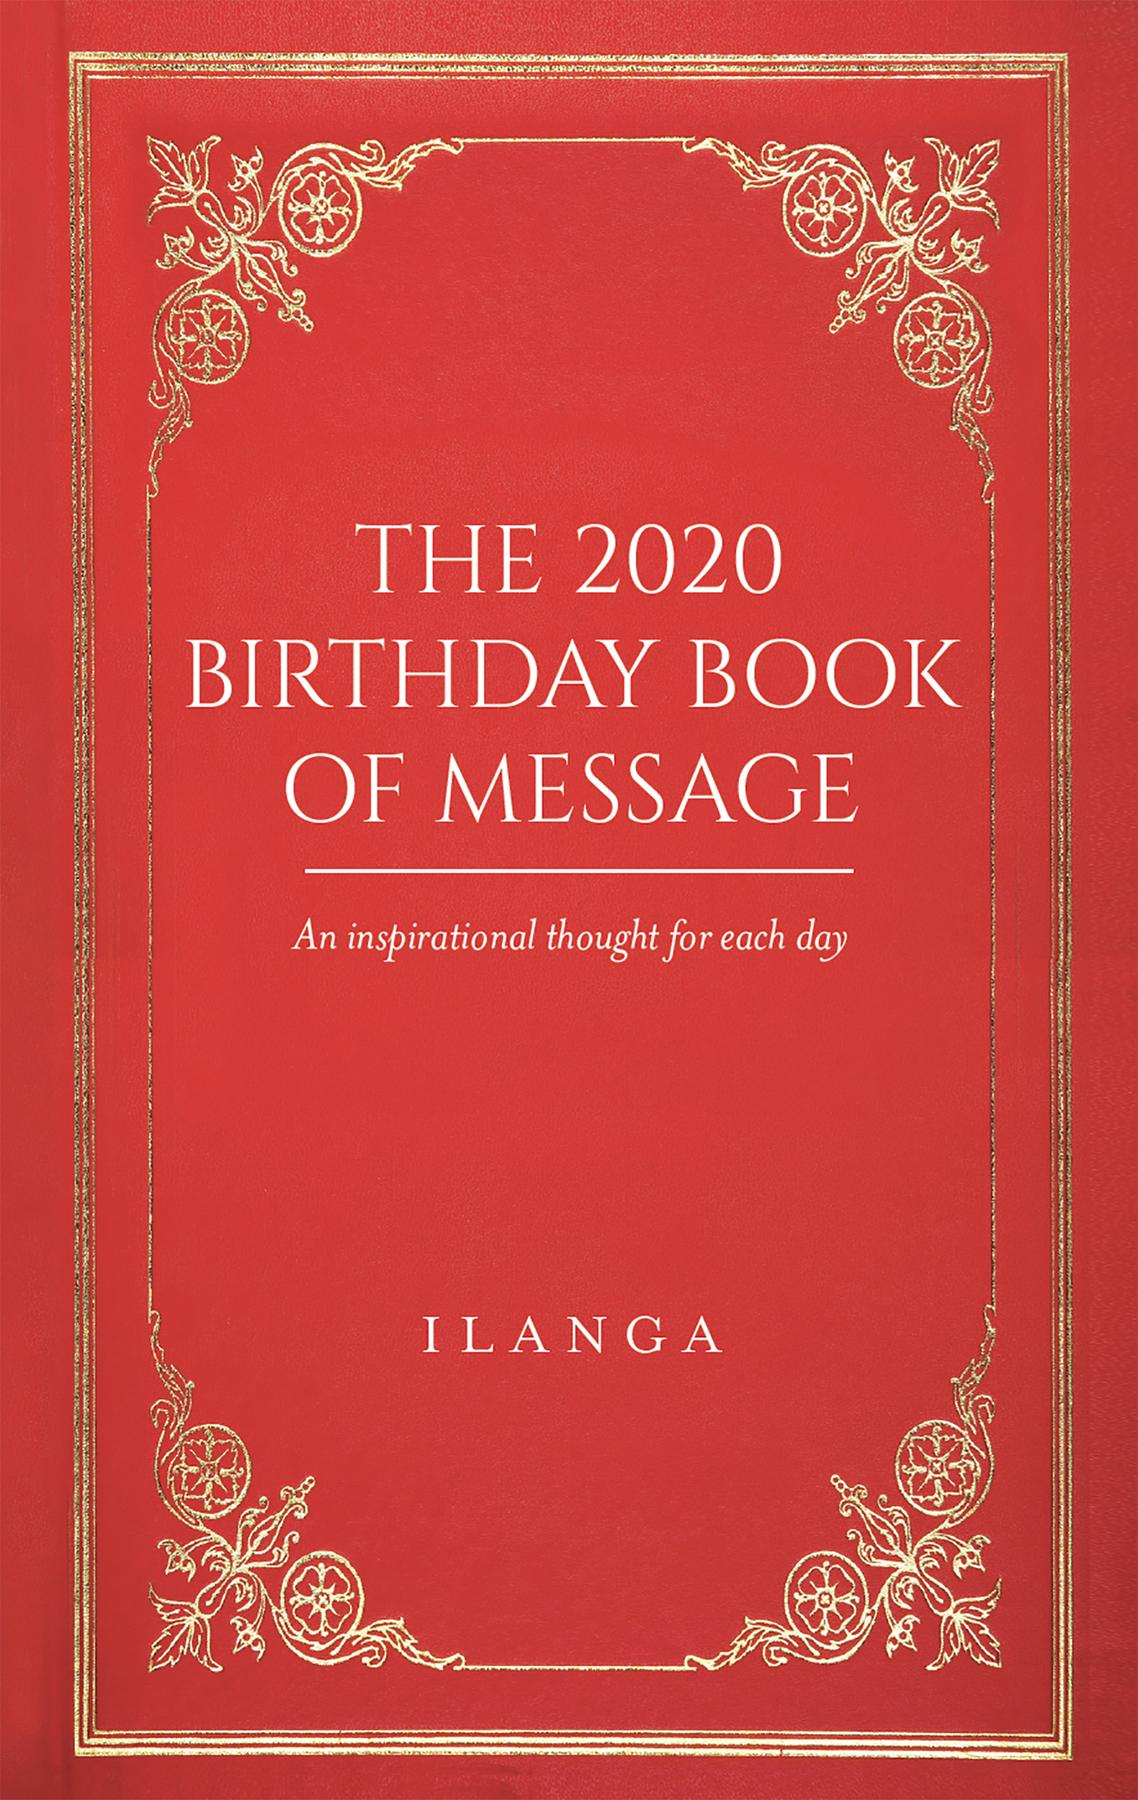 THE 2020
BIRTHDAY BOOK
OF MESSAGE
An inspirational thought for each day
ILANGA